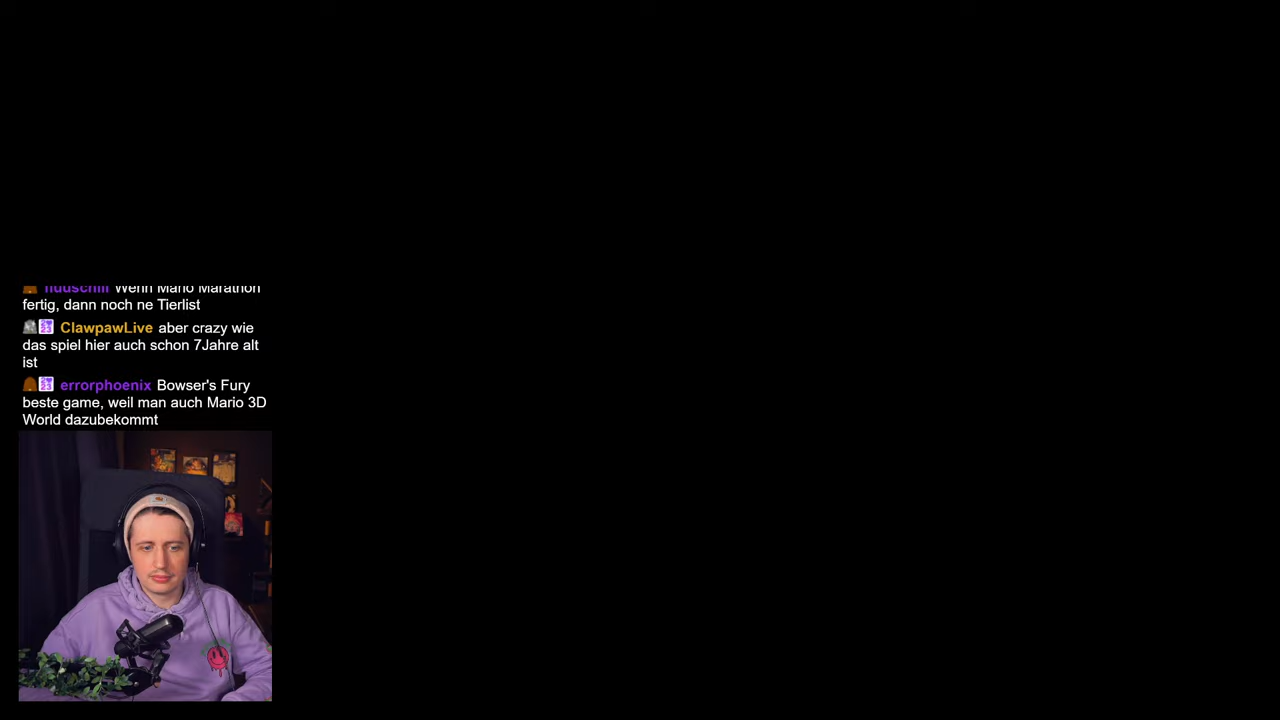 Wenn Mario Marathon
fertig, dann noch ne Tierlist
ClawpawLive aber crazy wie
das spiel hier auch schon 7Jahre alt
ist
errorphoenix Bowser's Fury
beste game, weil man auch Mario 3D
World dazubekommt